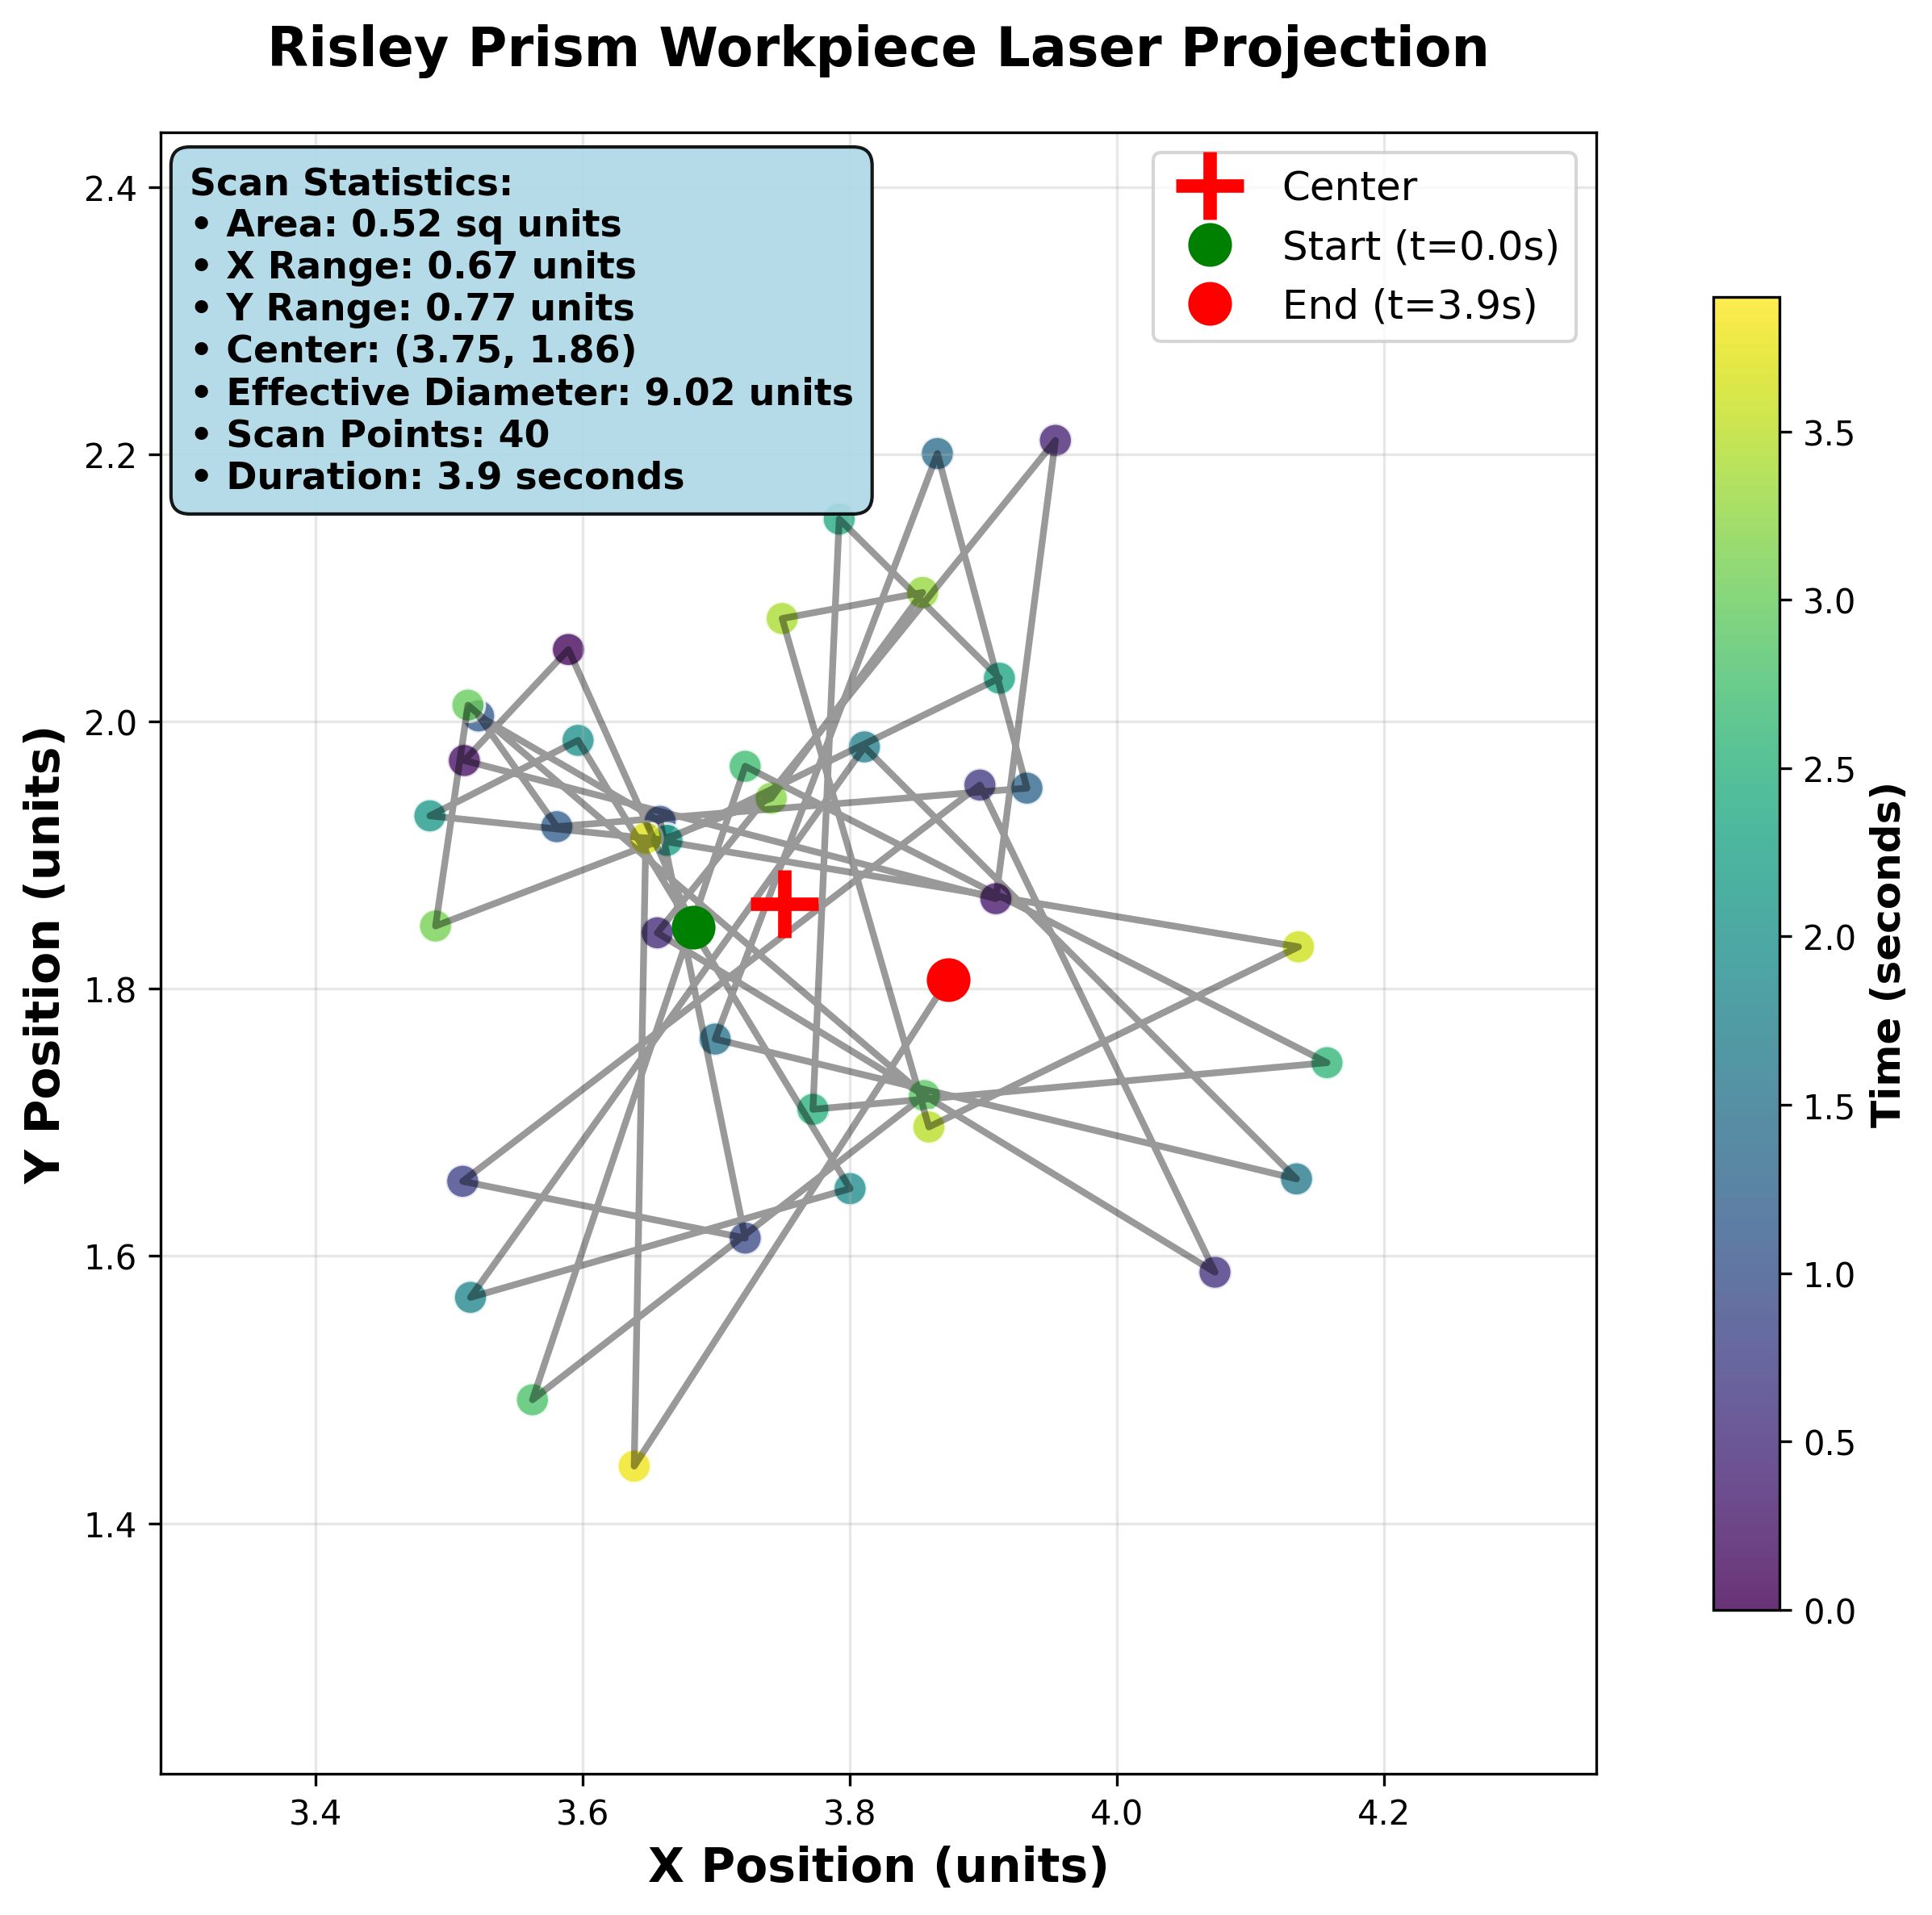 Risley Prism Workpiece Laser Projection
Scan Statistics:
• Area: 0.52 sq units
• X Range: 0.67 units
• Y Range: 0.77 units
• Center: (3.75, 1.86)
• Effective Diameter: 9.02 units
• Scan Points: 40
• Duration: 3.9 seconds
Center
Start (t=0.0s)
End (t=3.9s)
Y Position (units)
2.4
2.2
2.0
1.8
1.6
1.4
3.4
3.6
3.8
4.0
4.2
X Position (units)
3.5
3.0
2.5
2.0
1.5
1.0
0.5
0.0
Time (seconds)